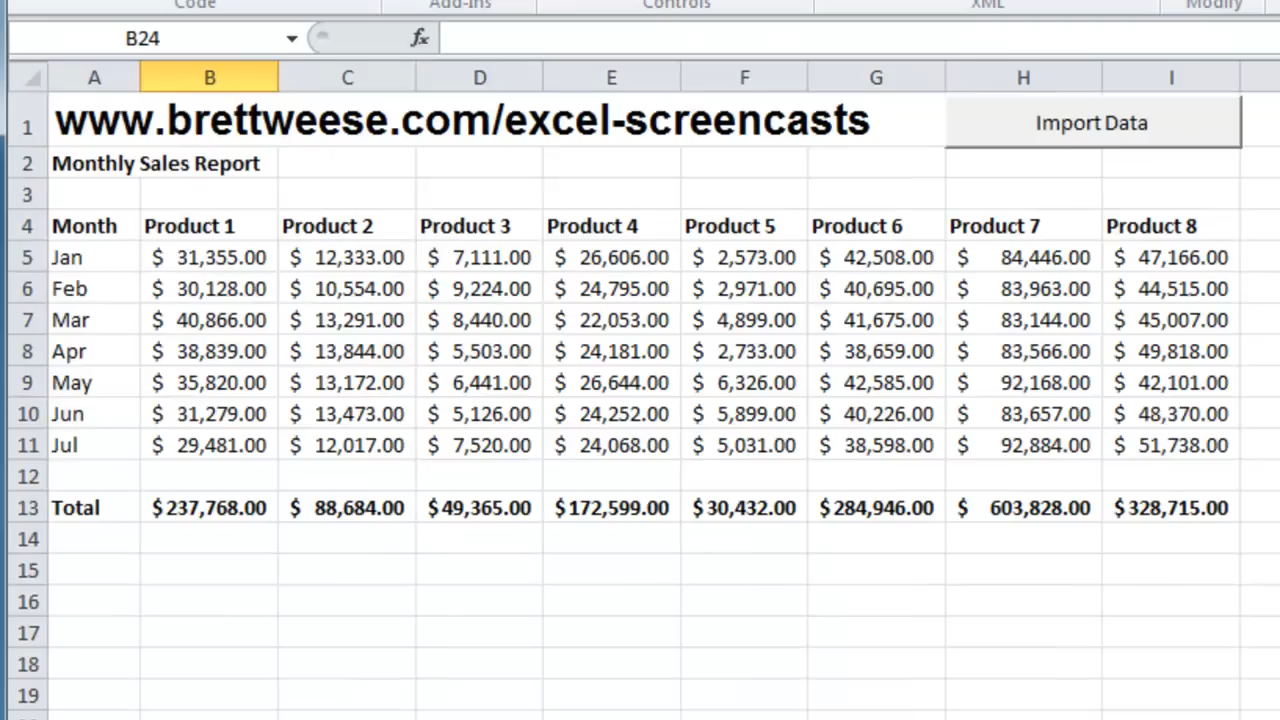 Code Add-Ins Controls XML Modify
B24 fx
A B C D E F G H I
1 www.brettweese.com/excel-screencasts Import Data
2 Monthly Sales Report
3
4 Month Product 1 Product 2 Product 3 Product 4 Product 5 Product 6 Product 7 Product 8
5 Jan $ 31,355.00 $ 12,333.00 $ 7,111.00 $ 26,606.00 $ 2,573.00 $ 42,508.00 $ 84,446.00 $ 47,166.00
6 Feb $ 30,128.00 $ 10,554.00 $ 9,224.00 $ 24,795.00 $ 2,971.00 $ 40,695.00 $ 83,963.00 $ 44,515.00
7 Mar $ 40,866.00 $ 13,291.00 $ 8,440.00 $ 22,053.00 $ 4,899.00 $ 41,675.00 $ 83,144.00 $ 45,007.00
8 Apr $ 38,839.00 $ 13,844.00 $ 5,503.00 $ 24,181.00 $ 2,733.00 $ 38,659.00 $ 83,566.00 $ 49,818.00
9 May $ 35,820.00 $ 13,172.00 $ 6,441.00 $ 26,644.00 $ 6,326.00 $ 42,585.00 $ 92,168.00 $ 42,101.00
10 Jun $ 31,279.00 $ 13,473.00 $ 5,126.00 $ 24,252.00 $ 5,899.00 $ 40,226.00 $ 83,657.00 $ 48,370.00
11 Jul $ 29,481.00 $ 12,017.00 $ 7,520.00 $ 24,068.00 $ 5,031.00 $ 38,598.00 $ 92,884.00 $ 51,738.00
12
13 Total $237,768.00 $ 88,684.00 $49,365.00 $172,599.00 $30,432.00 $284,946.00 $ 603,828.00 $328,715.00
14
15
16
17
18
19